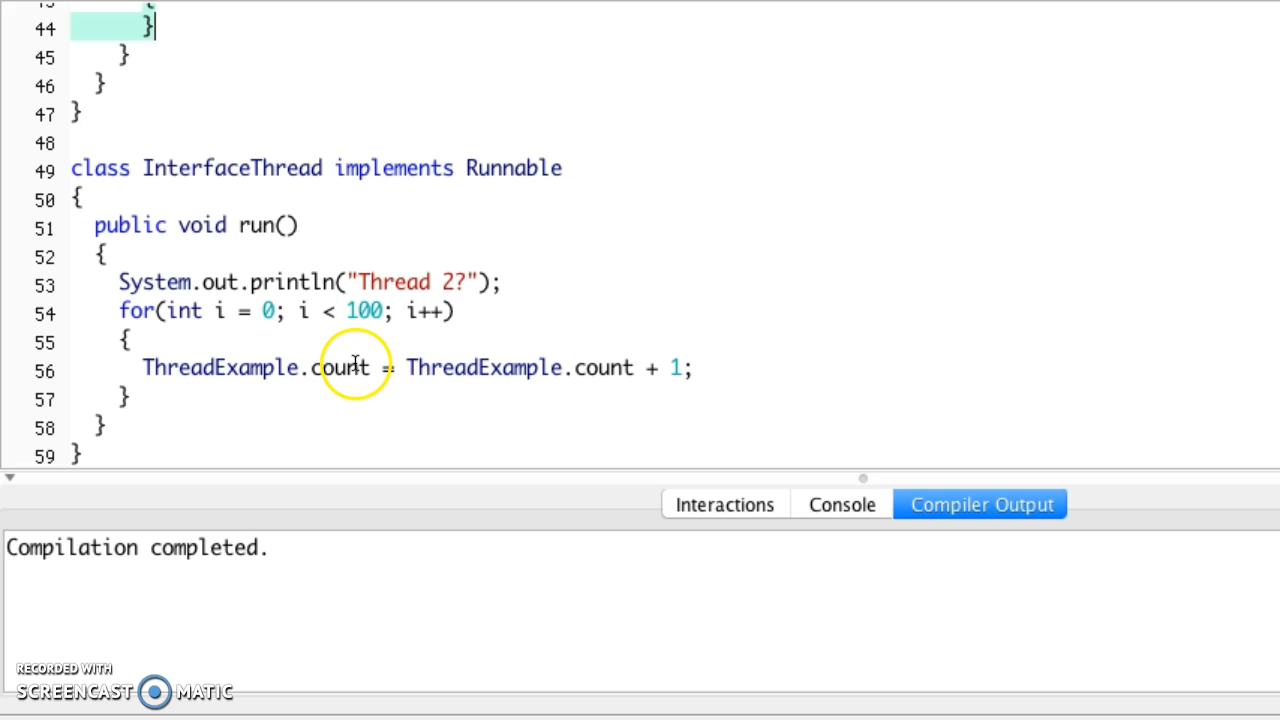 43 {
44 }
45 }
46 }
47 }
48
49 class InterfaceThread implements Runnable
50 {
51 public void run()
52 {
53 System.out.println("Thread 2?");
54 for(int i = 0; i < 100; i++)
55 {
56 ThreadExample.count = ThreadExample.count + 1;
57 }
58 }
59 }
Interactions Console Compiler Output
Compilation completed.
RECORDED WITH
SCREENCAST MATIC